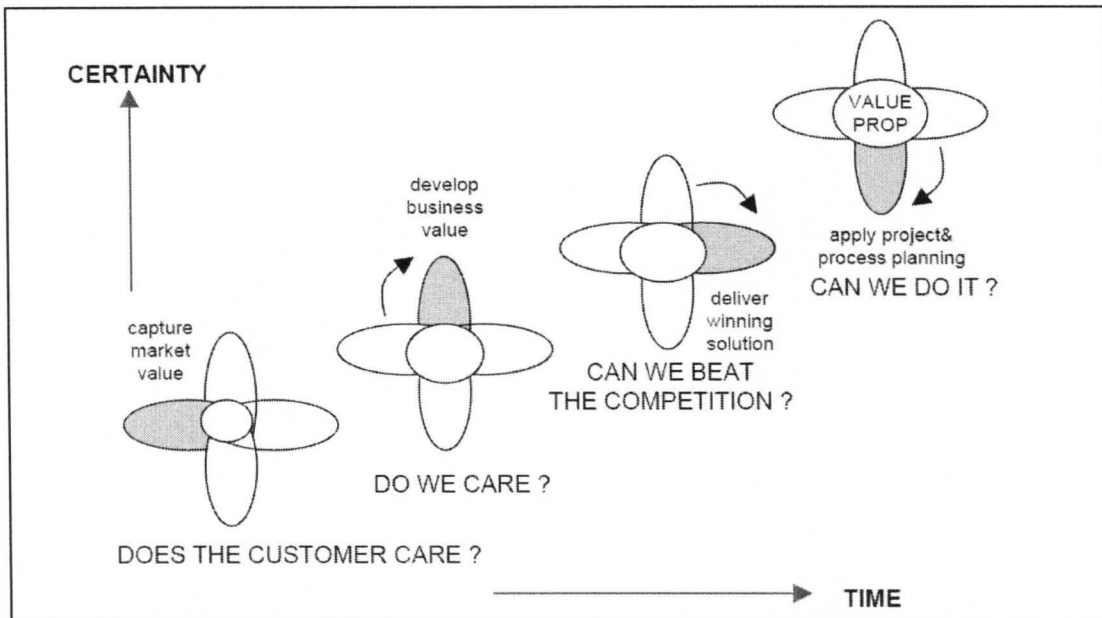 CERTAINTY
VALUE
PROP
develop
business
value
apply project&
process planning
CAN WE DO IT ?
deliver
winning
solution
capture
market
value
CAN WE BEAT
THE COMPETITION ?
DO WE CARE ?
DOES THE CUSTOMER CARE ?
TIME